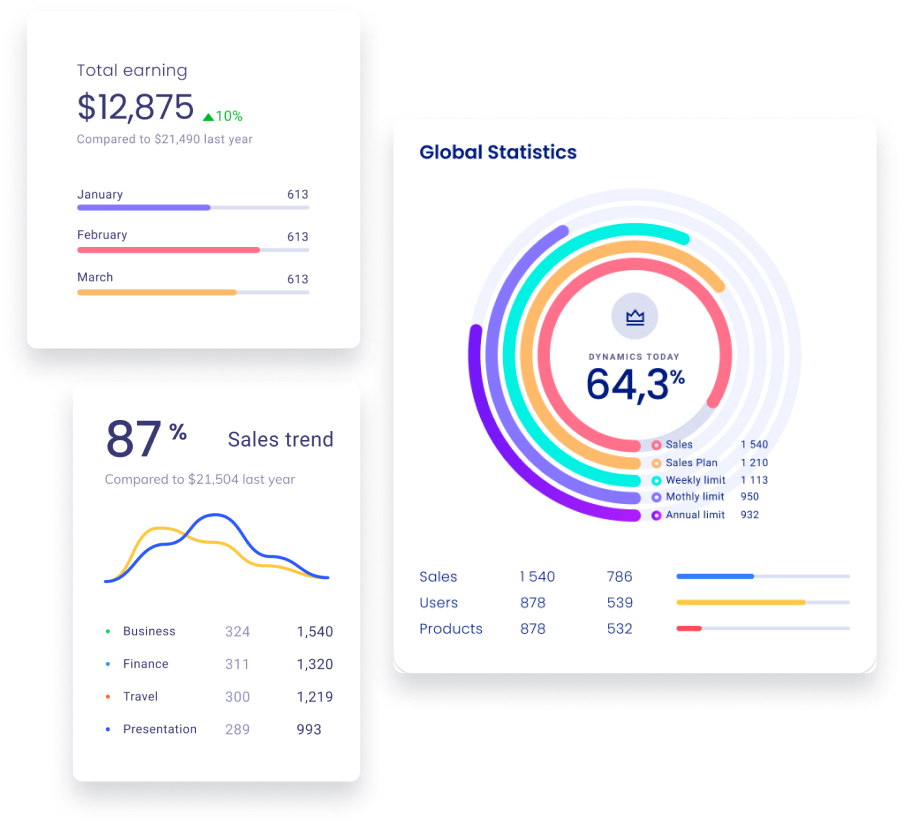 Total earning
$12,875 ▲10%
Compared to $21,490 last year
January 613
February 613
March 613
87% Sales trend
Compared to $21,504 last year
Business 324 1,540
Finance 311 1,320
Travel 300 1,219
Presentation 289 993
Global Statistics
DYNAMICS TODAY
64,3%
Sales 1 540
Sales Plan 1 210
Weekly limit 1 113
Mothly limit 950
Annual limit 932
Sales 1 540 786
Users 878 539
Products 878 532